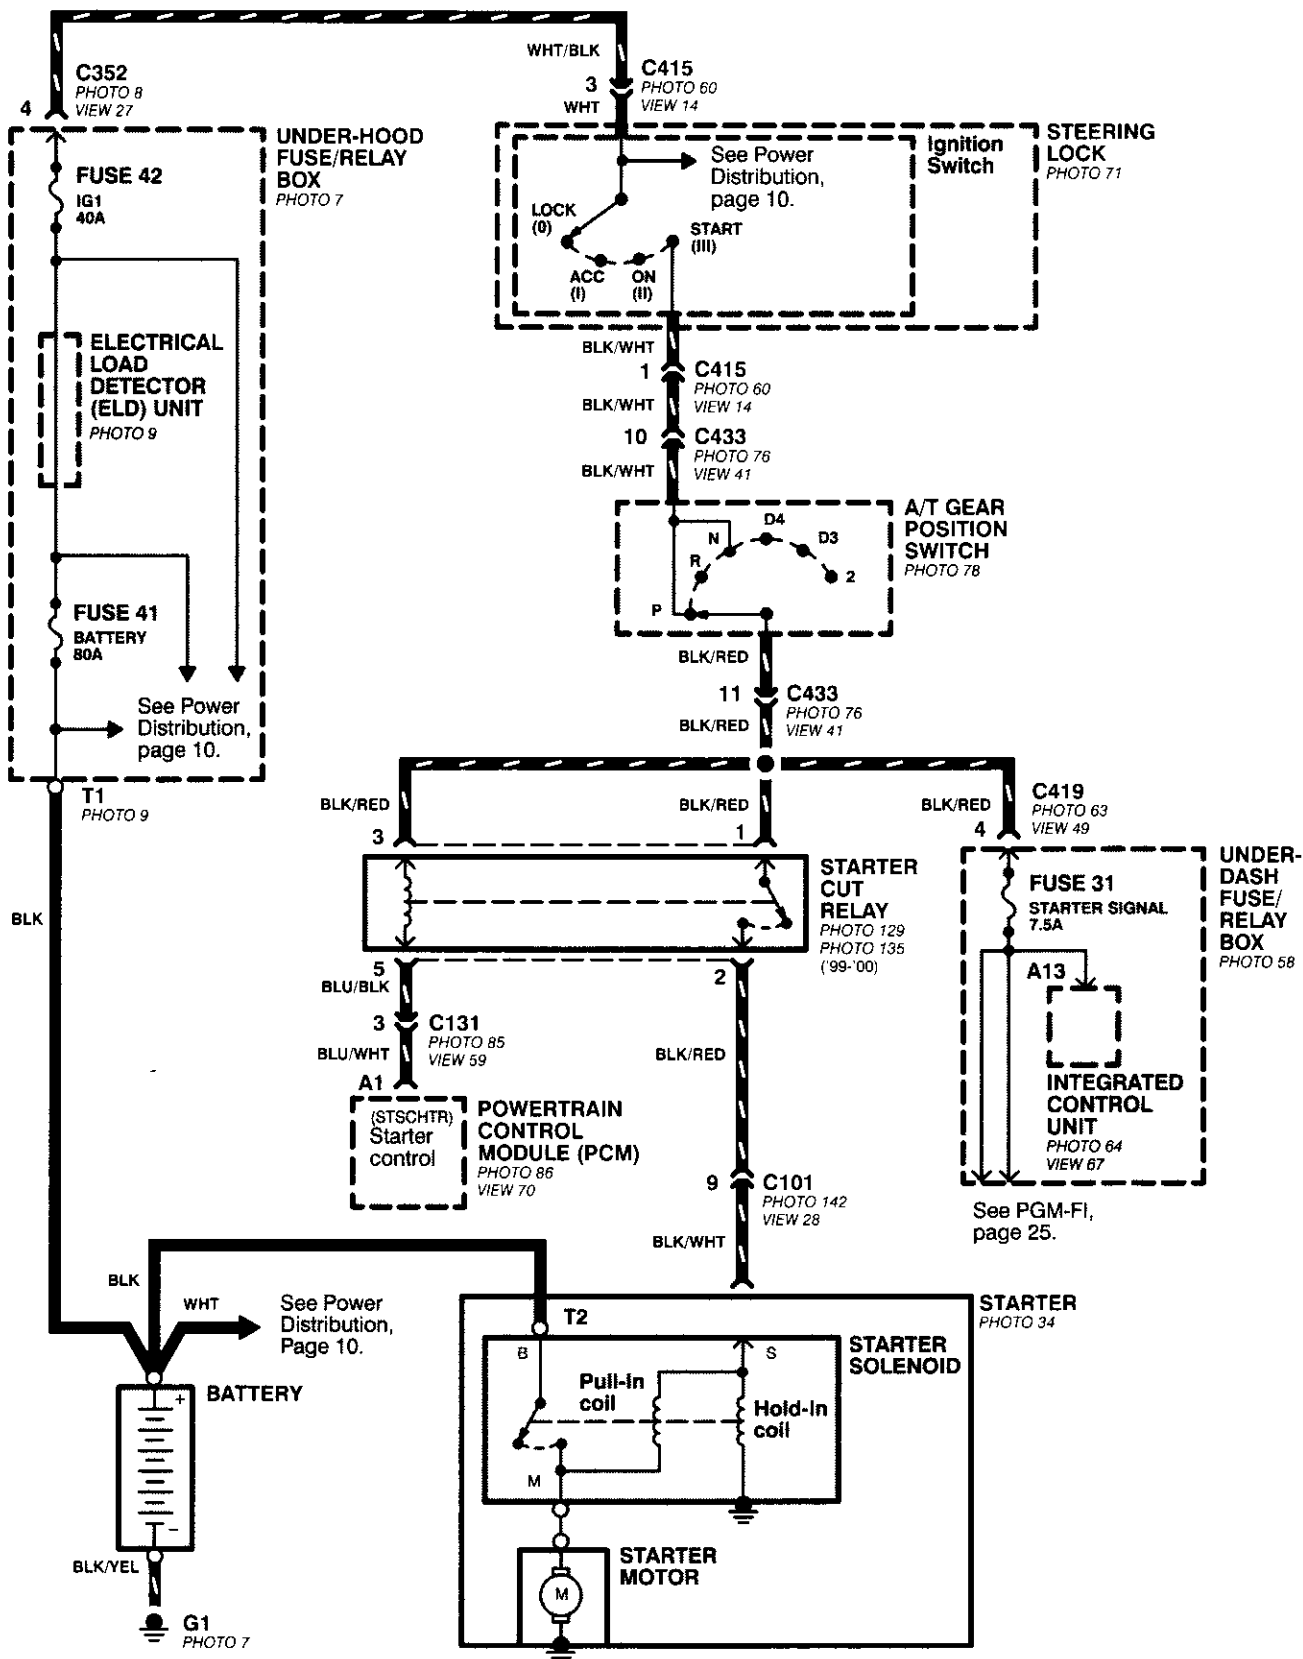 WHT/BLK
C352
PHOTO 8
VIEW 27
4
3
C415
PHOTO 60
VIEW 14
WHT
UNDER-HOOD
FUSE/RELAY
BOX
PHOTO 7
FUSE 42
IG1
40A
Ignition
Switch
STEERING
LOCK
PHOTO 71
See Power
Distribution,
page 10.
LOCK
(0)
START
(III)
ACC
(I)
ON
(II)
ELECTRICAL
LOAD
DETECTOR
(ELD) UNIT
PHOTO 9
BLK/WHT
1
C415
PHOTO 60
VIEW 14
BLK/WHT
10
C433
PHOTO 76
VIEW 41
BLK/WHT
A/T GEAR
POSITION
SWITCH
PHOTO 78
P
R
N
D4
D3
2
FUSE 41
BATTERY
80A
See Power
Distribution,
page 10.
T1
PHOTO 9
BLK
BLK/RED
11
C433
PHOTO 76
VIEW 41
BLK/RED
BLK/RED
3
BLK/RED
1
BLK/RED
4
C419
PHOTO 63
VIEW 49
STARTER
CUT
RELAY
PHOTO 129
PHOTO 135
('99-'00)
UNDER-
DASH
FUSE/
RELAY
BOX
PHOTO 58
FUSE 31
STARTER SIGNAL
7.5A
A13
INTEGRATED
CONTROL
UNIT
PHOTO 64
VIEW 67
See PGM-FI,
page 25.
5
BLU/BLK
3
C131
PHOTO 85
VIEW 59
BLU/WHT
A1
(STSCHTR)
Starter
control
POWERTRAIN
CONTROL
MODULE (PCM)
PHOTO 86
VIEW 70
2
BLK/RED
9
C101
PHOTO 142
VIEW 28
BLK/WHT
BLK
WHT
See Power
Distribution,
Page 10.
BATTERY
+
−
BLK/YEL
G1
PHOTO 7
STARTER
PHOTO 34
T2
STARTER
SOLENOID
B
S
Pull-In
coil
Hold-In
coil
M
STARTER
MOTOR
M